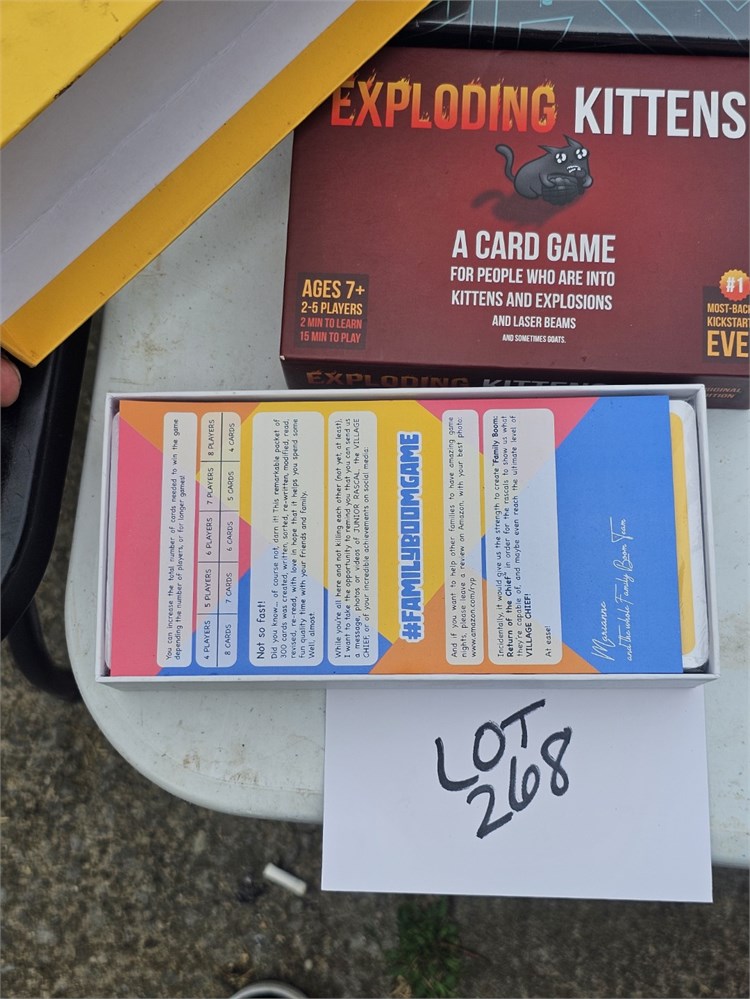 EXPLODING KITTENS
A CARD GAME
FOR PEOPLE WHO ARE INTO
KITTENS AND EXPLOSIONS
AND LASER BEAMS
AND SOMETIMES GOATS.
AGES 7+
2-5 PLAYERS
2 MIN TO LEARN
15 MIN TO PLAY
#1
MOST-BACK
KICKSTART
EVE
EXPLODING KITTENS
You can increase the total number of cards needed to win the game
depending the number of players, or for longer games!
4 PLAYERS 5 PLAYERS 6 PLAYERS 7 PLAYERS 8 PLAYERS
8 CARDS 7 CARDS 6 CARDS 5 CARDS 4 CARDS
Not so fast!
Did you know... of course not, darn it! This remarkable packet of
300 cards was created, written, sorted, re-written, modified, read,
revised, re-read, with love in hope that it helps you spend some
fun quality time with your friends and family.
Well, almost.
While you're all here and not killing each other (not yet at least),
I want to take the opportunity to remind you that you can send us
a message, photos or videos of JUNIOR RASCAL, the VILLAGE
CHIEF, or of your incredible achievements on social media:
#FAMILYBOOMGAME
And if you want to help other families to have amazing game
nights, please leave a review on Amazon, with your best photo:
www.amazon.com/ryp
Incidentally, it would give us the strength to create "Family Boom:
Return of the Chief" in order for the rascals to show us what
they're capable of, and maybe even reach the ultimate level of
VILLAGE CHIEF!
At ease!
Marianne
and the whole Family Boom Team
LOT
268